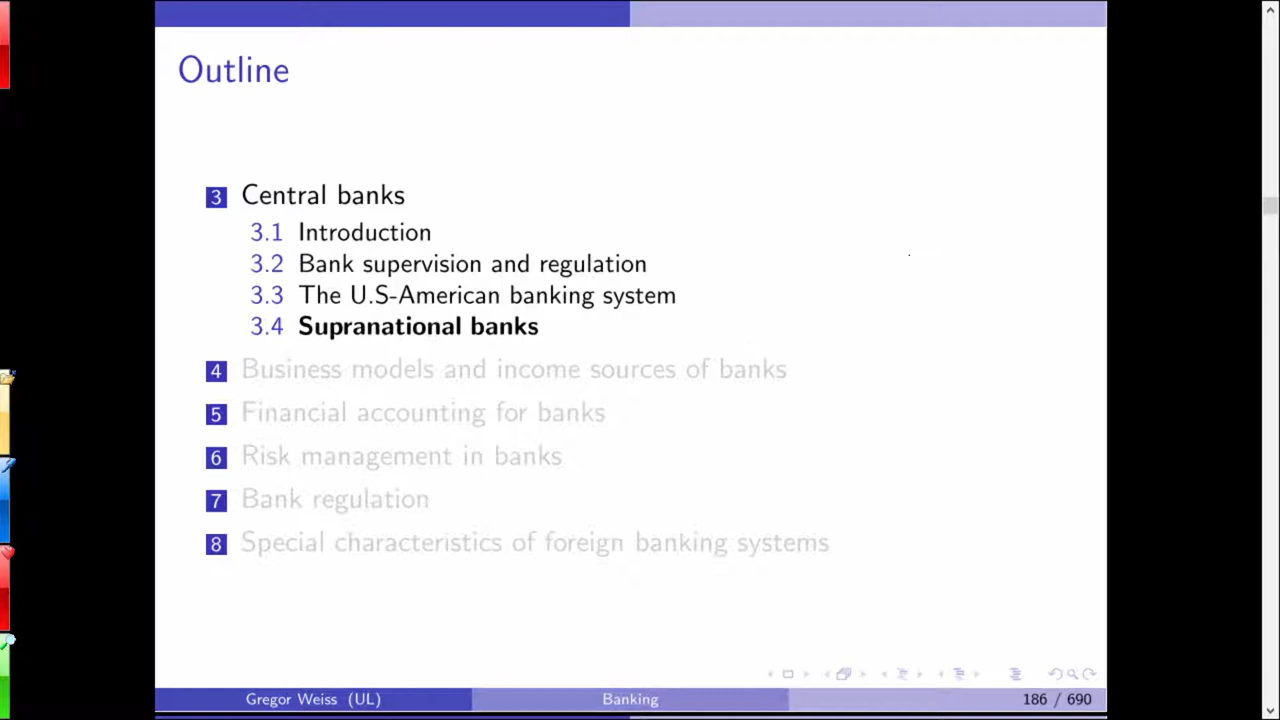 Outline
3 Central banks
3.1 Introduction
3.2 Bank supervision and regulation
3.3 The U.S-American banking system
3.4 Supranational banks
4 Business models and income sources of banks
5 Financial accounting for banks
6 Risk management in banks
7 Bank regulation
8 Special characteristics of foreign banking systems
Gregor Weiss (UL) Banking 186 / 690